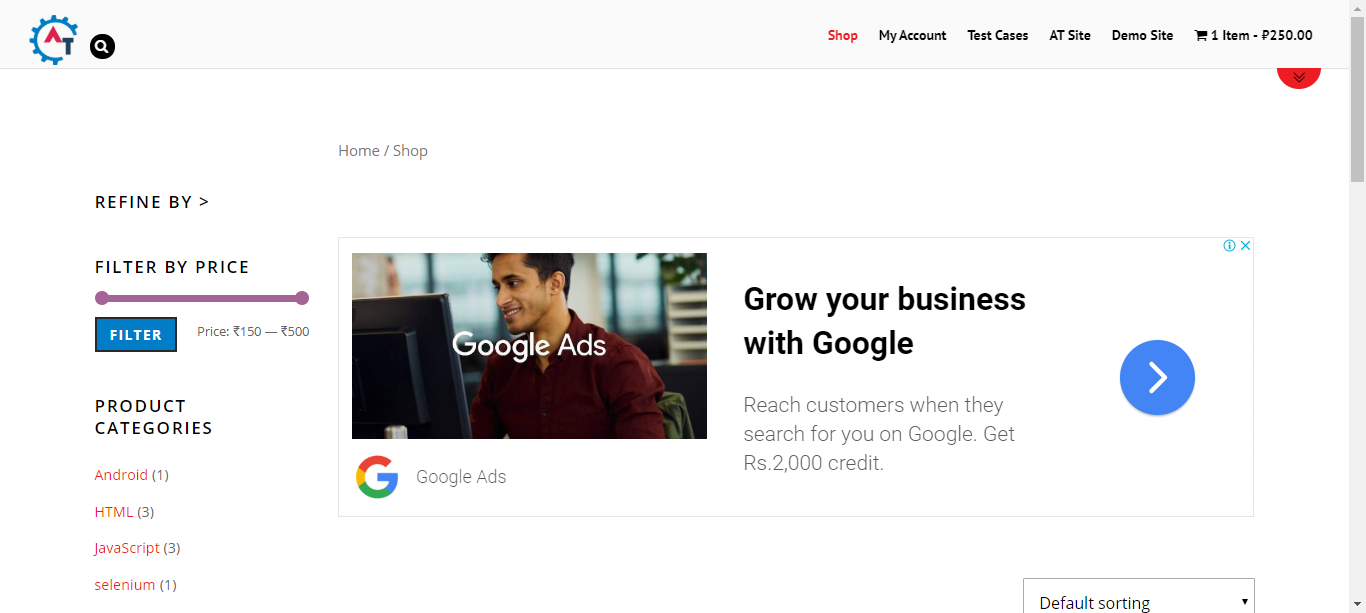 AT
Shop My Account Test Cases AT Site Demo Site 1 Item - ₽250.00
Home / Shop
REFINE BY >
FILTER BY PRICE
FILTER Price: ₹150 — ₹500
PRODUCT
CATEGORIES
Android (1)
HTML (3)
JavaScript (3)
selenium (1)
Google Ads
Google Ads
Grow your business
with Google
Reach customers when they
search for you on Google. Get
Rs.2,000 credit.
Default sorting